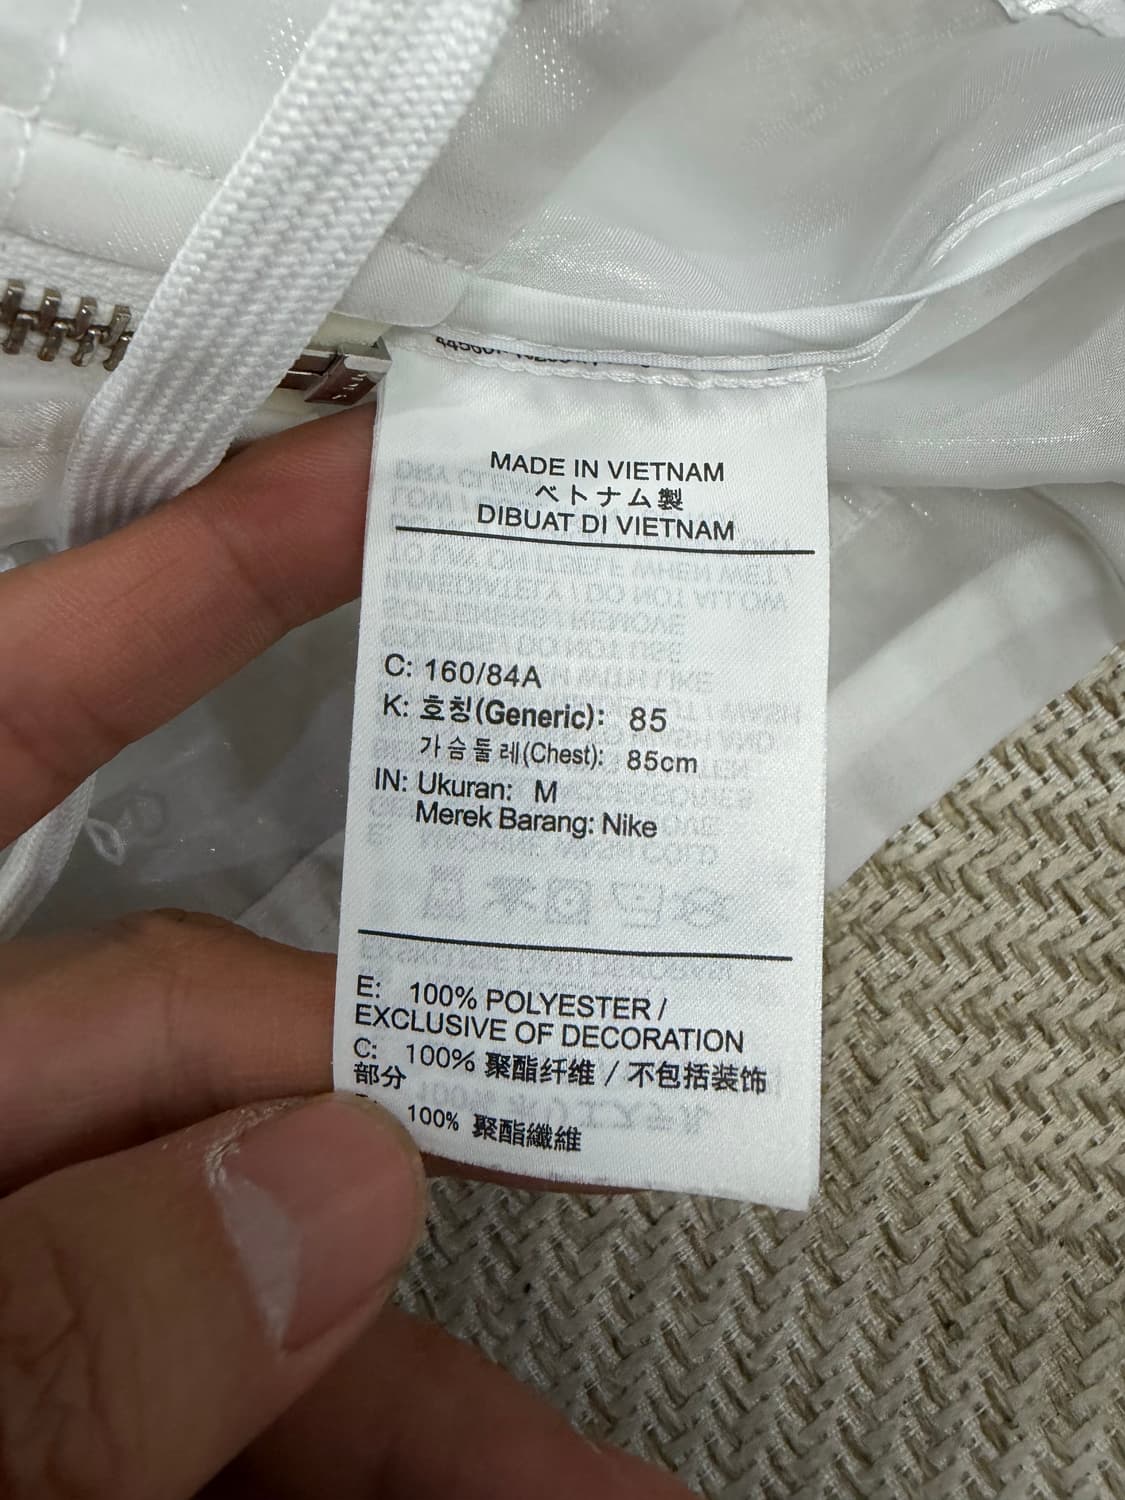 MADE IN VIETNAM
ベトナム製
DIBUAT DI VIETNAM
C: 160/84A
K: 호칭(Generic): 85
가슴둘레(Chest): 85cm
IN: Ukuran: M
Merek Barang: Nike
E: 100% POLYESTER /
EXCLUSIVE OF DECORATION
C: 100% 聚酯纤维 / 不包括装饰
部分
100% 聚酯纖維